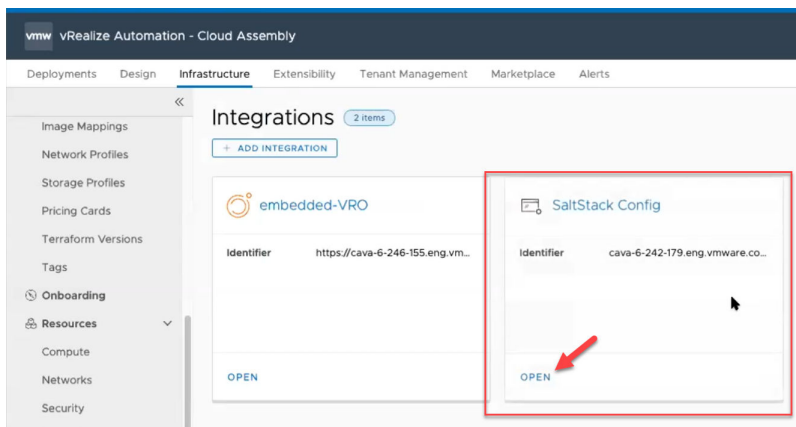 vmw vRealize Automation - Cloud Assembly
Deployments Design Infrastructure Extensibility Tenant Management Marketplace Alerts
Image Mappings
Network Profiles
Storage Profiles
Pricing Cards
Terraform Versions
Tags
Onboarding
Resources
Compute
Networks
Security
Integrations 2 items
+ ADD INTEGRATION
embedded-VRO
Identifier https://cava-6-246-155.eng.vm...
OPEN
SaltStack Config
Identifier cava-6-242-179.eng.vmware.co...
OPEN